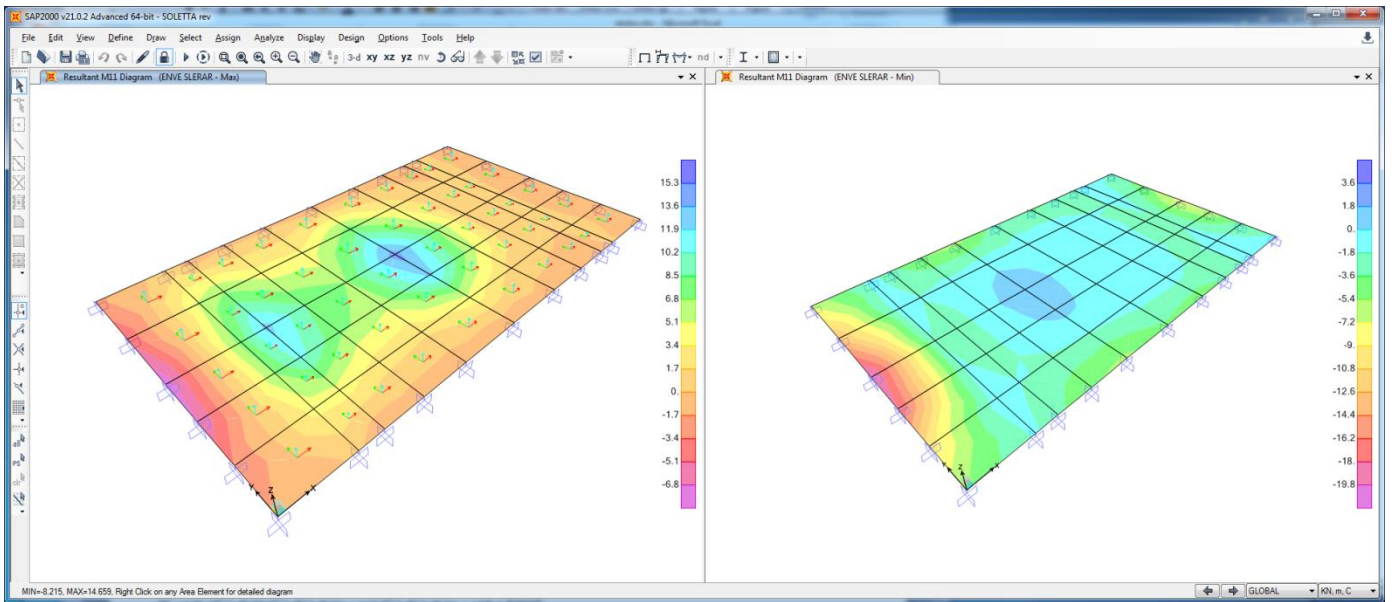 SAP2000 v21.0.2 Advanced 64-bit - SOLETTA rev
File Edit View Define Draw Select Assign Analyze Display Design Options Tools Help
3-d xy xz yz nv
nd
Resultant M11 Diagram (ENVE SLERAR - Max)
Resultant M11 Diagram (ENVE SLERAR - Min)
15.3
13.6
11.9
10.2
8.5
6.8
5.1
3.4
1.7
0.
-1.7
-3.4
-5.1
-6.8
3.6
1.8
0.
-1.8
-3.6
-5.4
-7.2
-9.
-10.8
-12.6
-14.4
-16.2
-18.
-19.8
Y Z X
Y Z X
all
PS
clr
MIN=-8.215, MAX=14.659, Right Click on any Area Element for detailed diagram
GLOBAL
KN, m, C